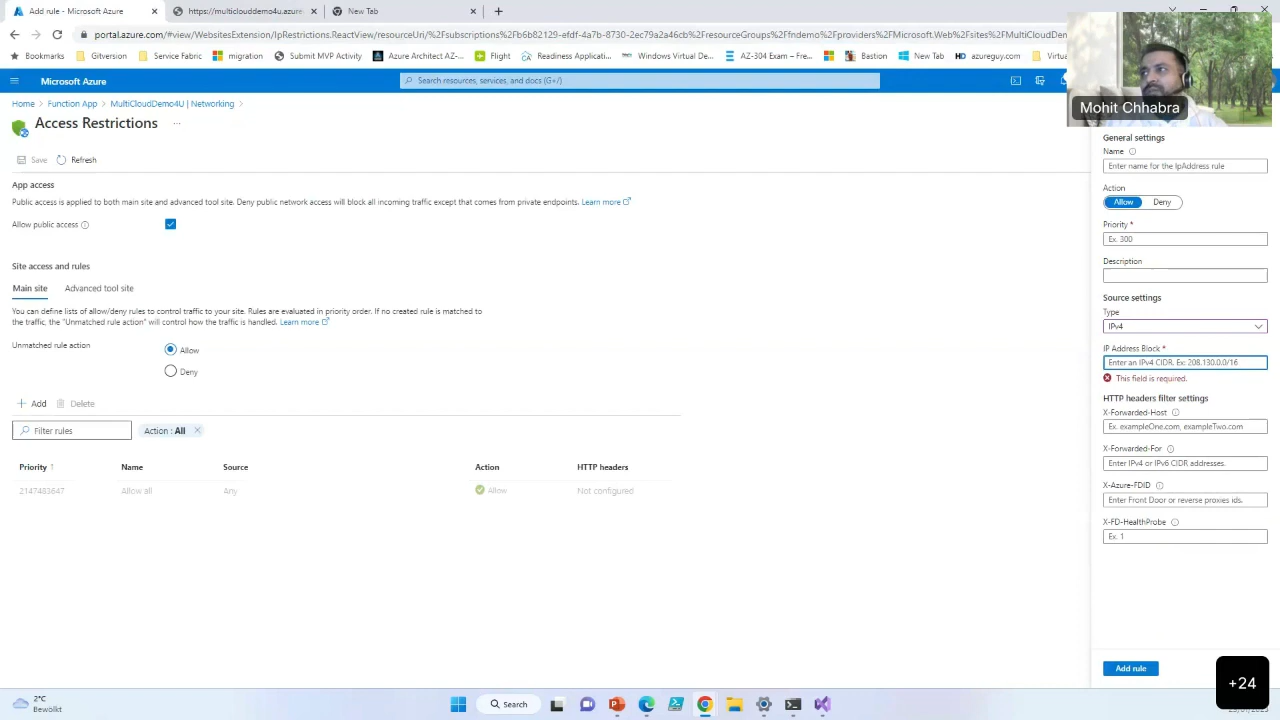 Add rule - Microsoft Azure
https://multiclouddemo4u.azure
New Tab
portal.azure.com/#view/WebsitesExtension/IpRestrictions.ReactView/resourceUri/%2Fsubscriptions%2Fb6b82129-efdf-4a7b-8730-2ec79a2a46cb%2FresourceGroups%2Fndemo%2Fproviders%2FMicrosoft.Web%2Fsites%2FMultiCloudDem
Bookmarks
Gitversion
Service Fabric
migration
Submit MVP Activity
Azure Architect AZ-...
Flight
Readiness Applicati...
Windows Virtual De...
AZ-304 Exam – Fre...
Bastion
New Tab
HD azureguy.com
Virtua
Microsoft Azure
Search resources, services, and docs (G+/)
Mohit Chhabra
Home > Function App > MultiCloudDemo4U | Networking >
Access Restrictions ...
Save
Refresh
App access
Public access is applied to both main site and advanced tool site. Deny public network access will block all incoming traffic except that comes from private endpoints. Learn more
Allow public access
Site access and rules
Main site
Advanced tool site
You can define lists of allow/deny rules to control traffic to your site. Rules are evaluated in priority order. If no created rule is matched to
the traffic, the "Unmatched rule action" will control how the traffic is handled. Learn more
Unmatched rule action
Allow
Deny
Add
Delete
Filter rules
Action : All
Priority ↑ Name Source Action HTTP headers
2147483647 Allow all Any Allow Not configured
General settings
Name
Enter name for the IpAddress rule
Action
Allow Deny
Priority *
Ex. 300
Description
Source settings
Type
IPv4
IP Address Block *
Enter an IPv4 CIDR. Ex: 208.130.0.0/16
This field is required.
HTTP headers filter settings
X-Forwarded-Host
Ex. exampleOne.com, exampleTwo.com
X-Forwarded-For
Enter IPv4 or IPv6 CIDR addresses.
X-Azure-FDID
Enter Front Door or reverse proxies ids.
X-FD-HealthProbe
Ex. 1
Add rule
+24
2°C
Bewölkt
Search